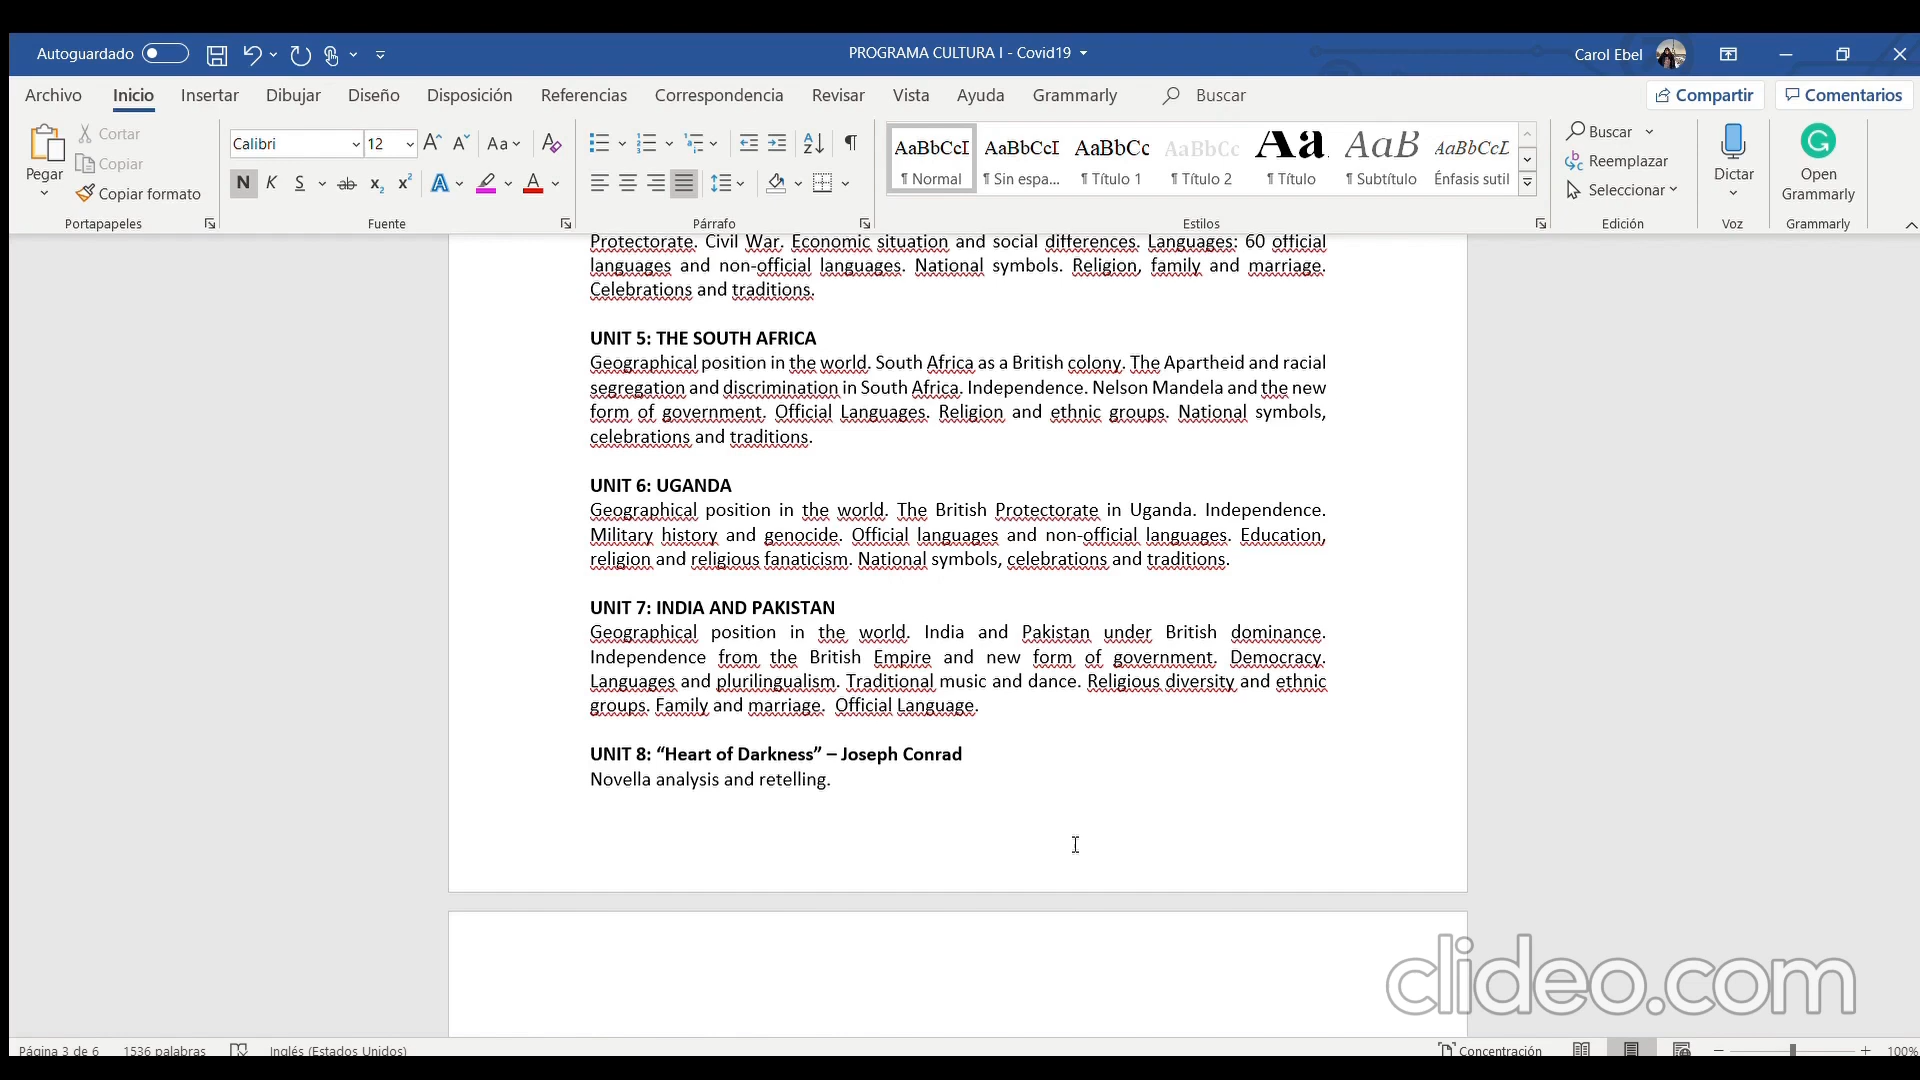 Autoguardado
PROGRAMA CULTURA I - Covid19
Carol Ebel
Archivo Inicio Insertar Dibujar Diseño Disposición Referencias Correspondencia Revisar Vista Ayuda Grammarly Buscar Compartir Comentarios
Pegar
Cortar
Copiar
Copiar formato
Portapapeles
Calibri 12
Aa
N K S ab x₂ x² A A
Fuente
Párrafo
AaBbCcI AaBbCcI AaBbCc AaBbCc Aa AaB AaBbCcL
¶ Normal ¶ Sin espa... ¶ Título 1 ¶ Título 2 ¶ Título ¶ Subtítulo Énfasis sutil
Estilos
Buscar
Reemplazar
Seleccionar
Edición
Dictar
Voz
Open
Grammarly
Grammarly
Protectorate. Civil War. Economic situation and social differences. Languages: 60 official
languages and non-official languages. National symbols. Religion, family and marriage.
Celebrations and traditions.
UNIT 5: THE SOUTH AFRICA
Geographical position in the world. South Africa as a British colony. The Apartheid and racial
segregation and discrimination in South Africa. Independence. Nelson Mandela and the new
form of government. Official Languages. Religion and ethnic groups. National symbols,
celebrations and traditions.
UNIT 6: UGANDA
Geographical position in the world. The British Protectorate in Uganda. Independence.
Military history and genocide. Official languages and non-official languages. Education,
religion and religious fanaticism. National symbols, celebrations and traditions.
UNIT 7: INDIA AND PAKISTAN
Geographical position in the world. India and Pakistan under British dominance.
Independence from the British Empire and new form of government. Democracy.
Languages and plurilingualism. Traditional music and dance. Religious diversity and ethnic
groups. Family and marriage.  Official Language.
UNIT 8: “Heart of Darkness” – Joseph Conrad
Novella analysis and retelling.
clideo.com
Página 3 de 6 1536 palabras Inglés (Estados Unidos) Concentración 100%